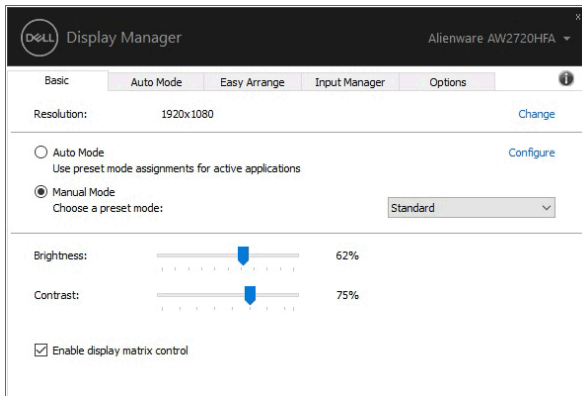 DELL Display Manager
Alienware AW2720HFA
Basic
Auto Mode
Easy Arrange
Input Manager
Options
Resolution: 1920x1080 Change
Auto Mode Configure
Use preset mode assignments for active applications
Manual Mode
Choose a preset mode: Standard
Brightness: 62%
Contrast: 75%
Enable display matrix control